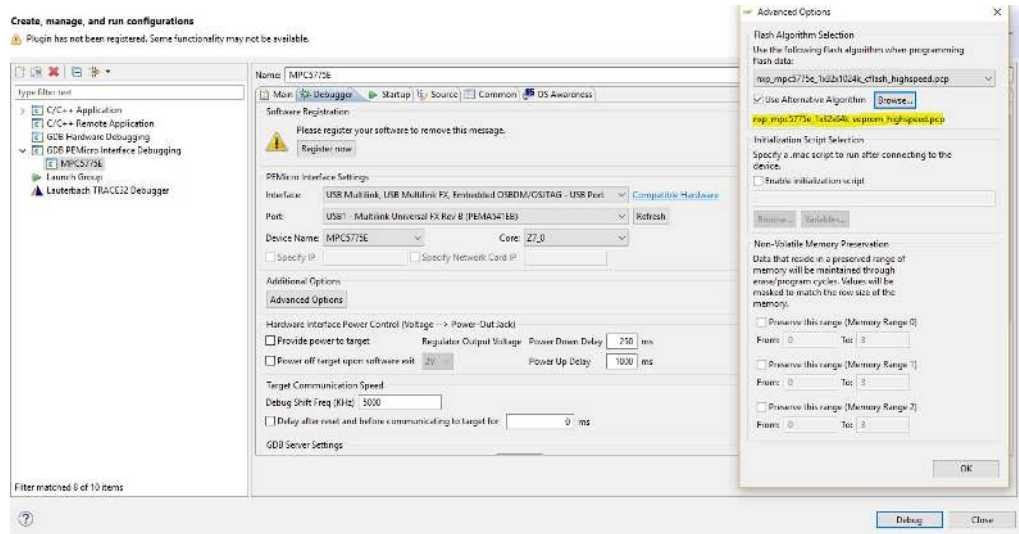 Create, manage, and run configurations
Plugin has not been registered. Some functionality may not be available.
type filter text
C/C++ Application
C/C++ Remote Application
GDB Hardware Debugging
GDB PEMicro Interface Debugging
MPC5775E
Launch Group
Lauterbach TRACE32 Debugger
Filter matched 8 of 10 items
Name: MPC5775E
Main Debugger Startup Source Common OS Awareness
Software Registration
Please register your software to remove this message.
Register now
PEMicro Interface Settings
Interface: USB Multilink, USB Multilink FX, Embedded OSBDM/OSJTAG - USB Port Compatible Hardware
Port: USB1 - Multilink Universal FX Rev B (PEMA541EB) Refresh
Device Name: MPC5775E Core: Z7_0
Specify IP Specify Network Card IP
Additional Options
Advanced Options
Hardware Interface Power Control (Voltage --> Power-Out Jack)
Provide power to target Regulator Output Voltage Power Down Delay 250 ms
Power off target upon software exit 2V Power Up Delay 1000 ms
Target Communication Speed
Debug Shift Freq (KHz) 5000
Delay after reset and before communicating to target for 0 ms
GDB Server Settings
Advanced Options
Flash Algorithm Selection
Use the following flash algorithm when programming
flash data:
nxp_mpc5775e_1x32x1024k_cflash_highspeed.pcp
Use Alternative Algorithm Browse...
nxp_mpc5775e_1x32x64k_eeprom_highspeed.pcp
Initialization Script Selection
Specify a .mac script to run after connecting to the
device.
Enable initialization script
Browse... Variables...
Non-Volatile Memory Preservation
Data that reside in a preserved range of
memory will be maintained through
erase/program cycles. Values will be
masked to match the row size of the
memory.
Preserve this range (Memory Range 0)
From: 0 To: 3
Preserve this range (Memory Range 1)
From: 0 To: 3
Preserve this range (Memory Range 2)
From: 0 To: 3
OK
Debug Close